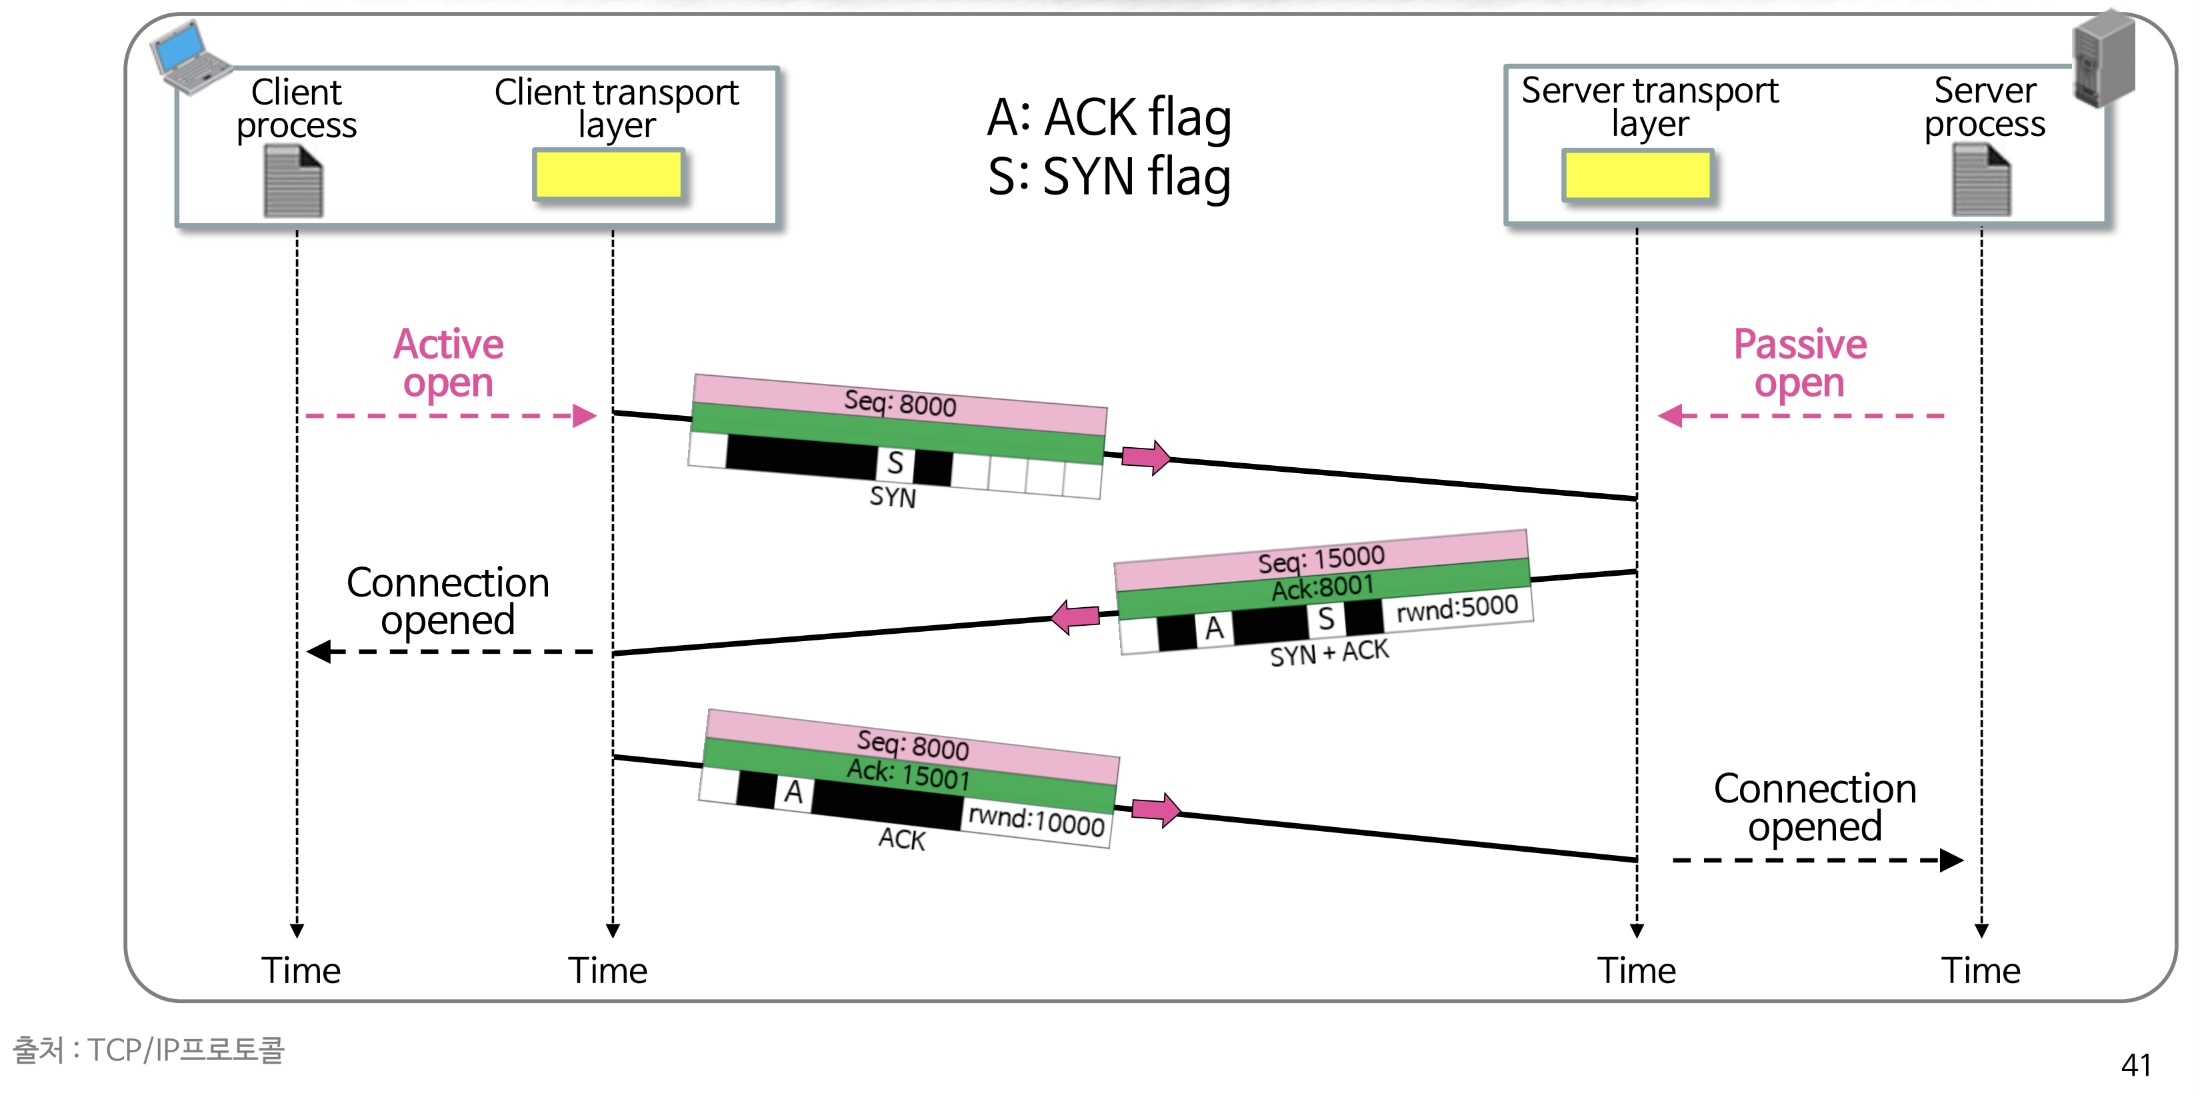 Client
process
Client transport
layer
A: ACK flag
S: SYN flag
Server transport
layer
Server
process
Active
open
Passive
open
Seq: 8000
S
SYN
Seq: 15000
Ack:8001
A
S
rwnd:5000
SYN + ACK
Connection
opened
Seq: 8000
Ack: 15001
A
rwnd:10000
ACK
Connection
opened
Time
Time
Time
Time
출처 : TCP/IP프로토콜
41